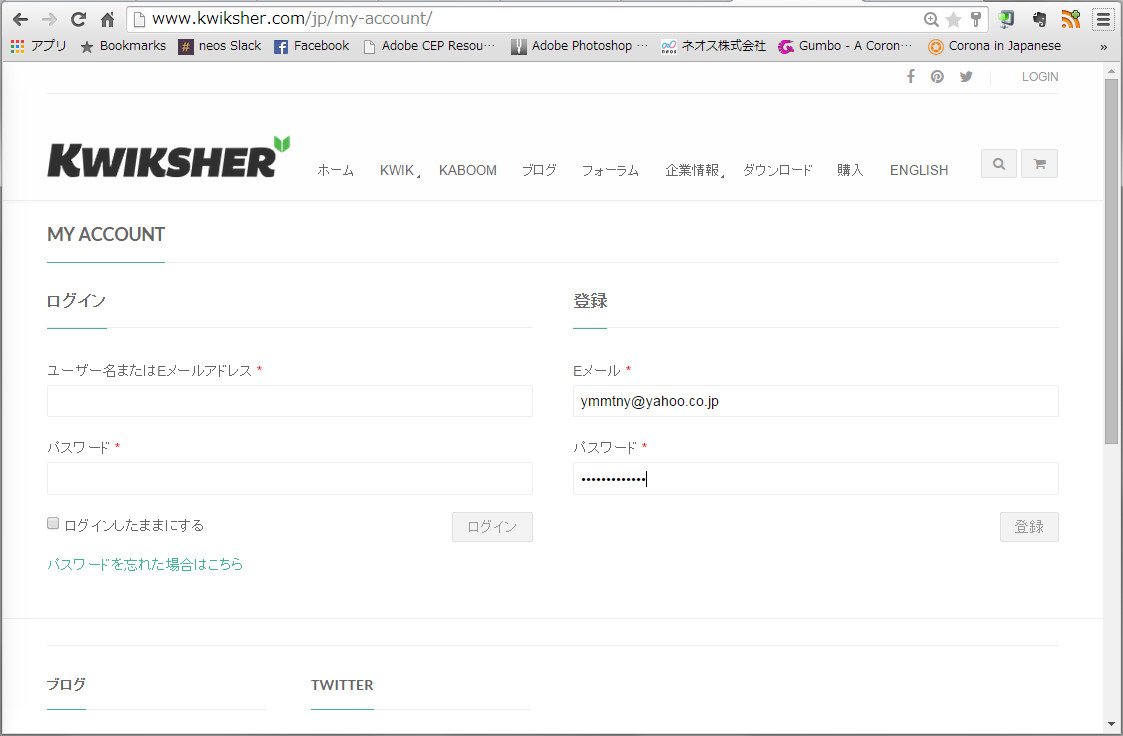 www.kwiksher.com/jp/my-account/
アプリ Bookmarks neos Slack Facebook Adobe CEP Resou… Adobe Photoshop … ネオス株式会社 Gumbo - A Coron… Corona in Japanese »
LOGIN
KWIKSHER
ホーム KWIK KABOOM ブログ フォーラム 企業情報 ダウンロード 購入 ENGLISH
MY ACCOUNT
ログイン
ユーザー名またはEメールアドレス *
パスワード *
ログインしたままにする ログイン
パスワードを忘れた場合はこちら
登録
Eメール *
ymmtny@yahoo.co.jp
パスワード *
•••••••••••••
登録
ブログ TWITTER